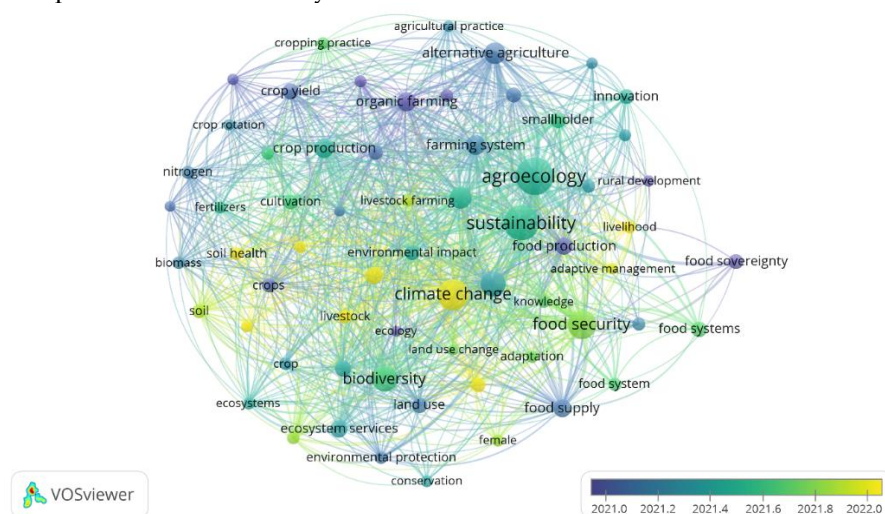 agricultural practice
cropping practice
alternative agriculture
crop yield
organic farming
innovation
smallholder
crop rotation
crop production
farming system
nitrogen
agroecology
rural development
fertilizers
cultivation
livestock farming
sustainability
livelihood
soil health
environmental impact
food production
biomass
adaptive management
food sovereignty
crops
climate change
knowledge
soil
livestock
food security
food systems
ecology
land use change
adaptation
crop
biodiversity
food system
ecosystems
land use
food supply
ecosystem services
female
environmental protection
conservation
VOSviewer
2021.0 2021.2 2021.4 2021.6 2021.8 2022.0